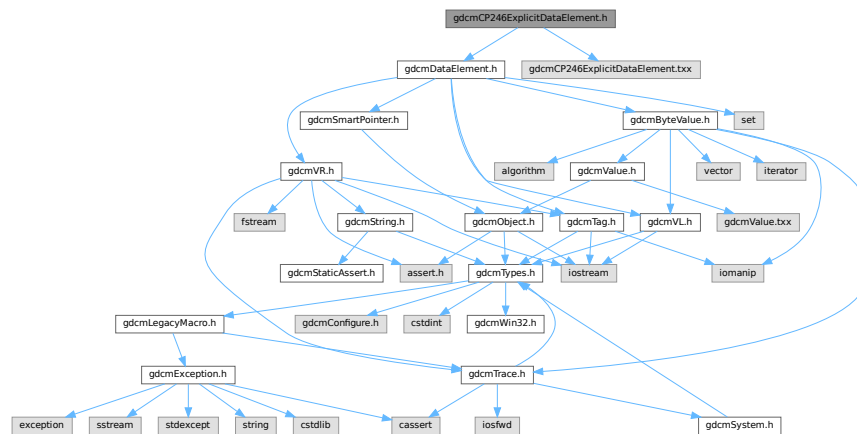 gdcmCP246ExplicitDataElement.h
gdcmDataElement.h
gdcmCP246ExplicitDataElement.txx
gdcmSmartPointer.h
gdcmByteValue.h
set
gdcmVR.h
algorithm
gdcmValue.h
vector
iterator
fstream
gdcmString.h
gdcmObject.h
gdcmTag.h
gdcmVL.h
gdcmValue.txx
gdcmStaticAssert.h
assert.h
gdcmTypes.h
iostream
iomanip
gdcmLegacyMacro.h
gdcmConfigure.h
cstdint
gdcmWin32.h
gdcmException.h
gdcmTrace.h
exception
sstream
stdexcept
string
cstdlib
cassert
iosfwd
gdcmSystem.h